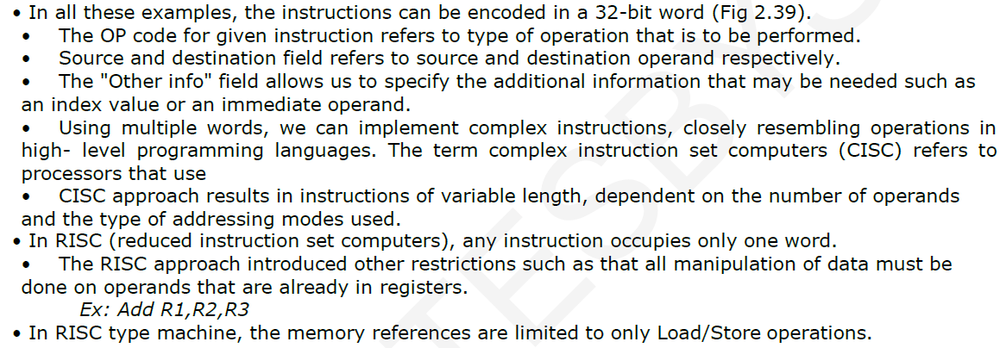 • In all these examples, the instructions can be encoded in a 32-bit word (Fig 2.39).
• The OP code for given instruction refers to type of operation that is to be performed.
• Source and destination field refers to source and destination operand respectively.
• The "Other info" field allows us to specify the additional information that may be needed such as
an index value or an immediate operand.
• Using multiple words, we can implement complex instructions, closely resembling operations in
high- level programming languages. The term complex instruction set computers (CISC) refers to
processors that use
• CISC approach results in instructions of variable length, dependent on the number of operands
and the type of addressing modes used.
• In RISC (reduced instruction set computers), any instruction occupies only one word.
• The RISC approach introduced other restrictions such as that all manipulation of data must be
done on operands that are already in registers.
Ex: Add R1,R2,R3
• In RISC type machine, the memory references are limited to only Load/Store operations.